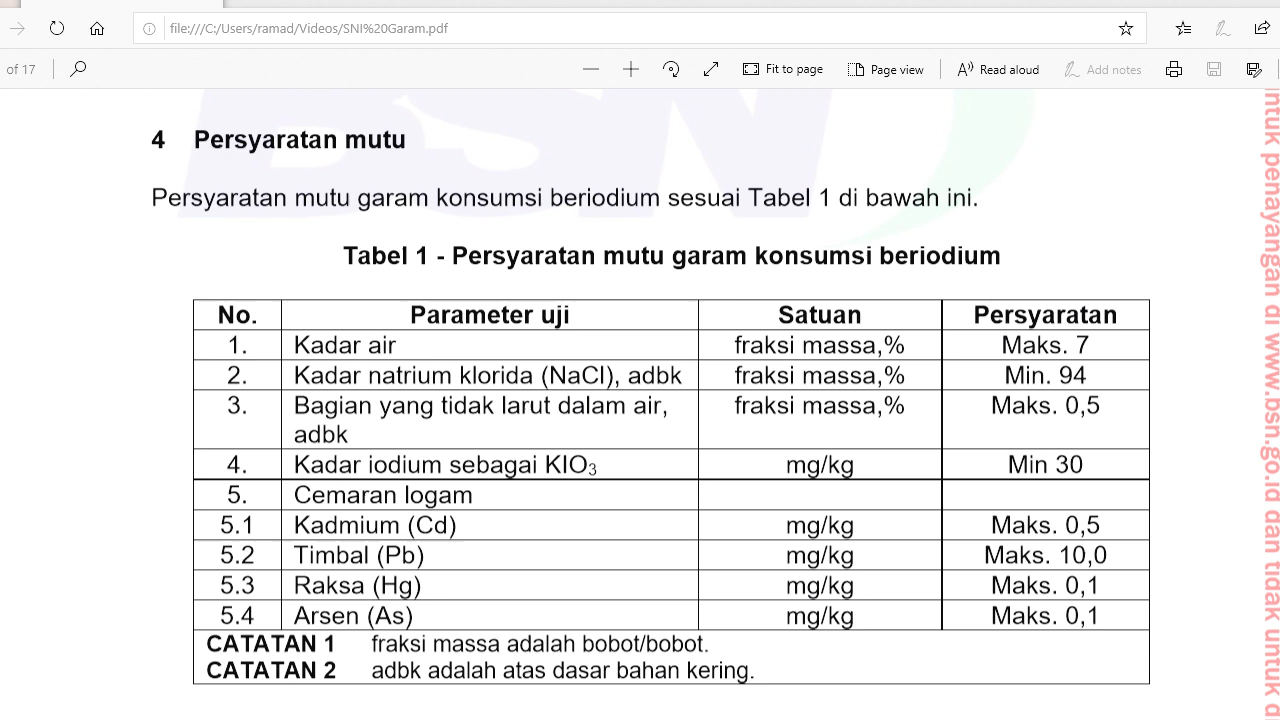 file:///C:/Users/ramad/Videos/SNI%20Garam.pdf
of 17
Fit to page
Page view
Read aloud
Add notes
BSN
4 Persyaratan mutu
Persyaratan mutu garam konsumsi beriodium sesuai Tabel 1 di bawah ini.
Tabel 1 - Persyaratan mutu garam konsumsi beriodium
No. Parameter uji Satuan Persyaratan
1. Kadar air fraksi massa,% Maks. 7
2. Kadar natrium klorida (NaCl), adbk fraksi massa,% Min. 94
3. Bagian yang tidak larut dalam air, fraksi massa,% Maks. 0,5
adbk
4. Kadar iodium sebagai KIO₃ mg/kg Min 30
5. Cemaran logam
5.1 Kadmium (Cd) mg/kg Maks. 0,5
5.2 Timbal (Pb) mg/kg Maks. 10,0
5.3 Raksa (Hg) mg/kg Maks. 0,1
5.4 Arsen (As) mg/kg Maks. 0,1
CATATAN 1 fraksi massa adalah bobot/bobot.
CATATAN 2 adbk adalah atas dasar bahan kering.
penayangan di www.bsn.go.id dan tidak untuk